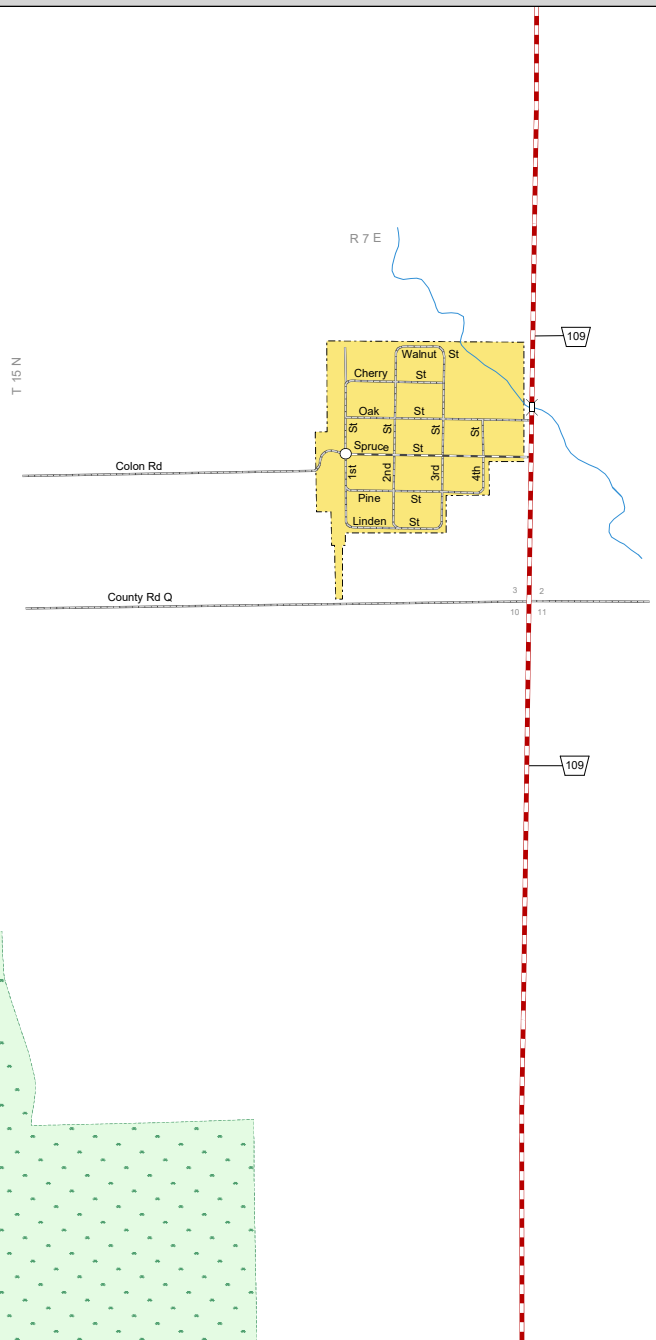 R 7 E
109
T 15 N
Walnut St
Cherry St
Oak St
St St St St
Spruce St
Colon Rd
1st 2nd 3rd 4th
Pine St
Linden St
County Rd Q
3 2
10 11
109